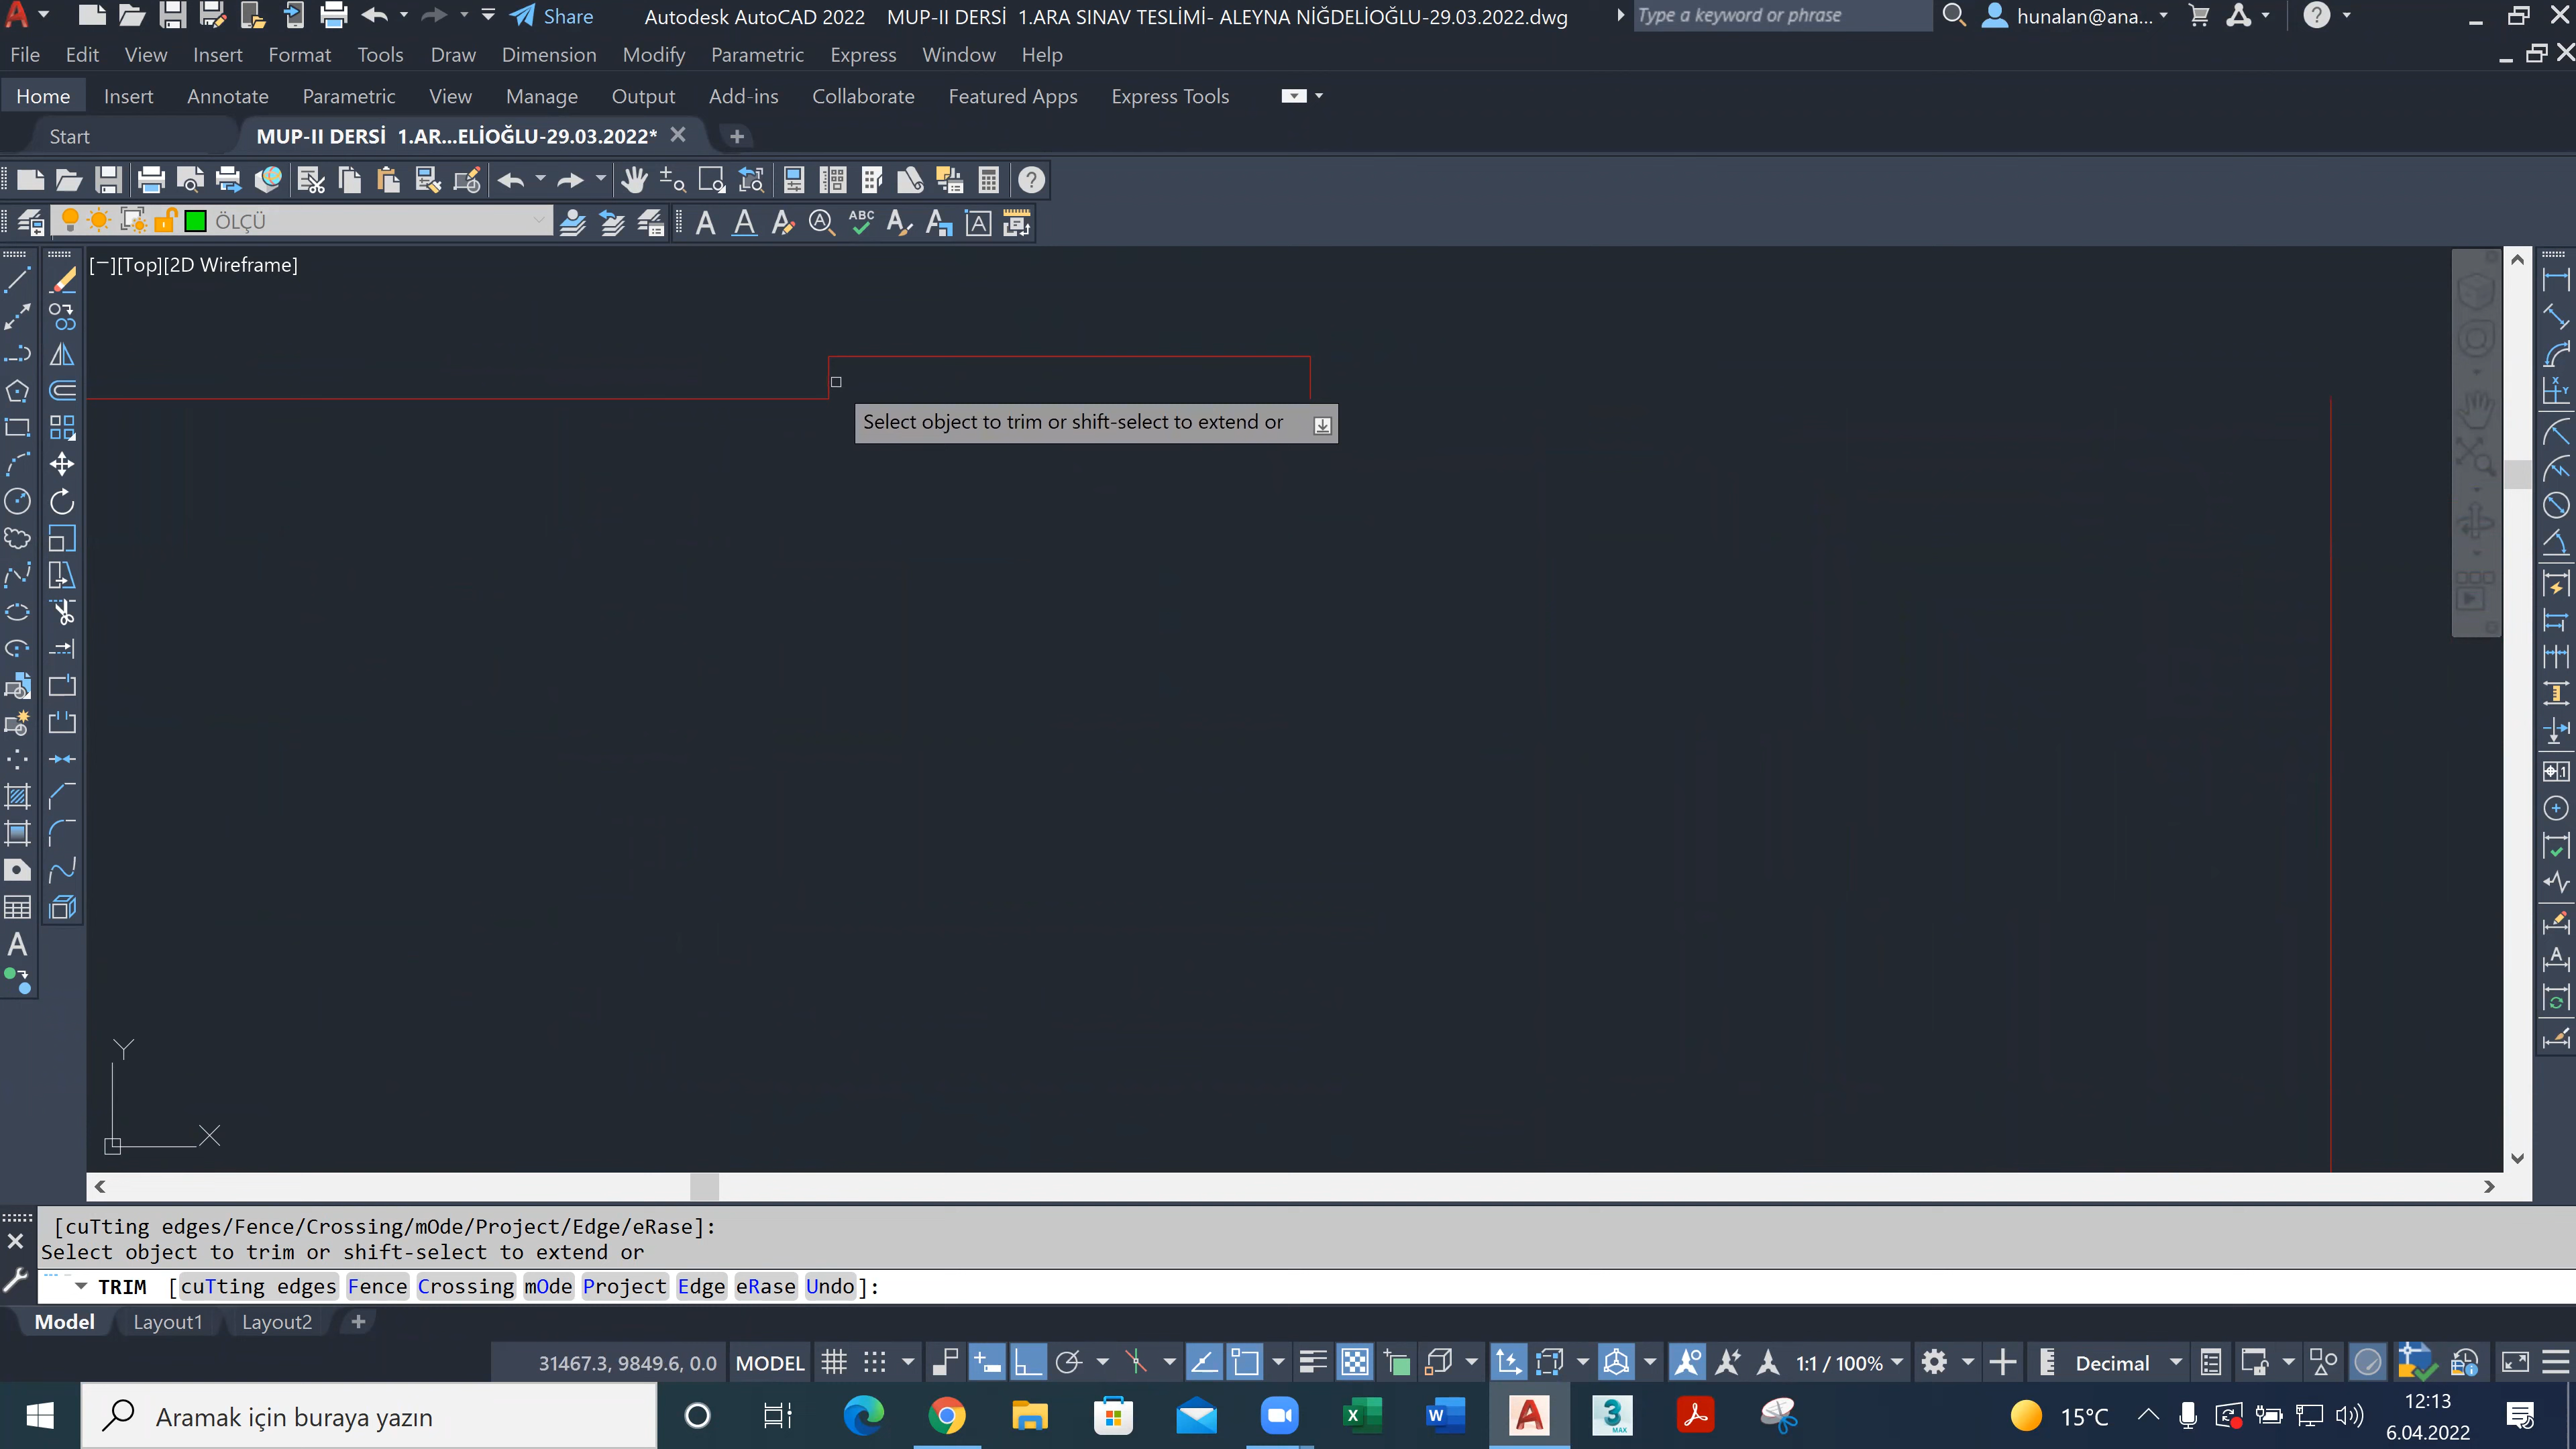 Share
Autodesk AutoCAD 2022 MUP-II DERSİ 1.ARA SINAV TESLİMİ- ALEYNA NİĞDELİOĞLU-29.03.2022.dwg
Type a keyword or phrase
hunalan@ana...
File Edit View Insert Format Tools Draw Dimension Modify Parametric Express Window Help
Home Insert Annotate Parametric View Manage Output Add-ins Collaborate Featured Apps Express Tools
Start
MUP-II DERSİ 1.AR...ELİOĞLU-29.03.2022*
ÖLÇÜ
[−][Top][2D Wireframe]
Select object to trim or shift-select to extend or
Y
X
[cuTting edges/Fence/Crossing/mOde/Project/Edge/eRase]:
Select object to trim or shift-select to extend or
TRIM [cuTting edges Fence Crossing mOde Project Edge eRase Undo]:
Model Layout1 Layout2
31467.3, 9849.6, 0.0 MODEL 1:1 / 100% Decimal
Aramak için buraya yazın
15°C
12:13
6.04.2022